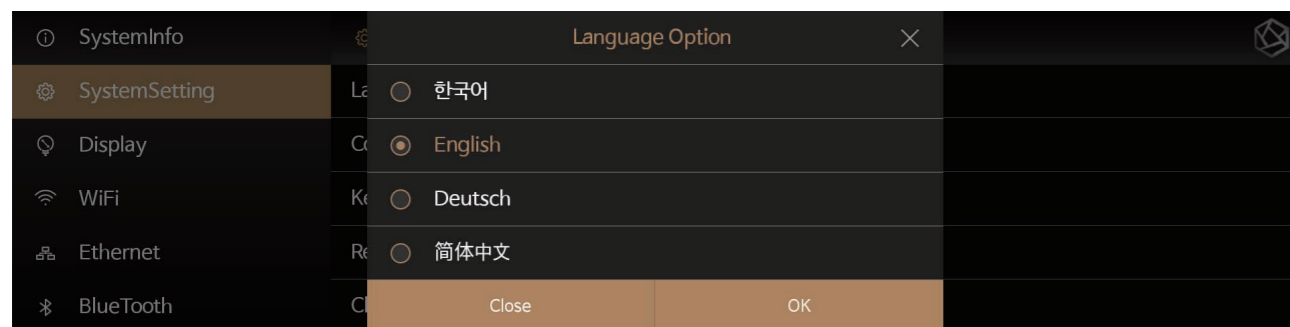 SystemInfo
SystemSetting
Display
WiFi
Ethernet
BlueTooth
Language Option
한국어
English
Deutsch
简体中文
Close
OK